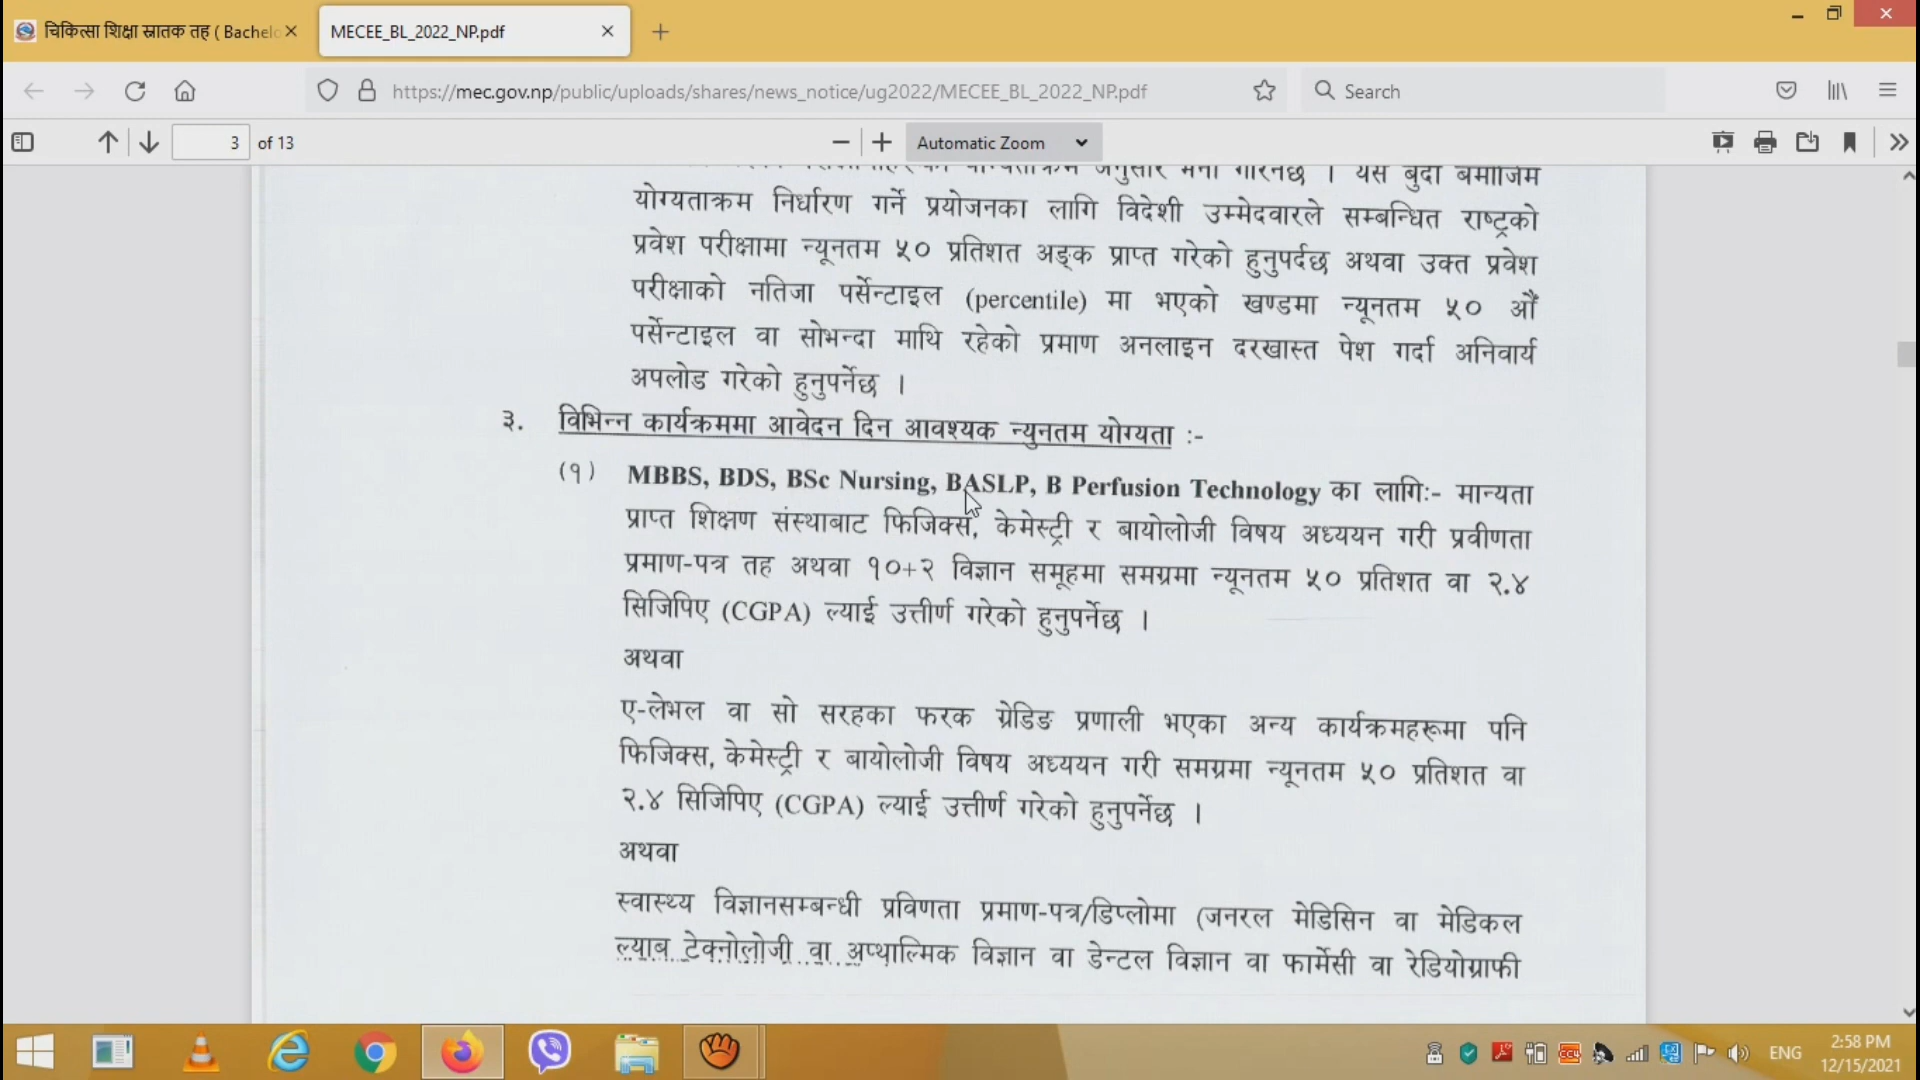 चिकित्सा शिक्षा स्नातक तह ( Bachelo
MECEE_BL_2022_NP.pdf
https://mec.gov.np/public/uploads/shares/news_notice/ug2022/MECEE_BL_2022_NP.pdf
Search
3 of 13
Automatic Zoom
अनुसार भर्ना गरिनेछ । यस बुँदा बमोजिम
योग्यताक्रम निर्धारण गर्ने प्रयोजनका लागि विदेशी उम्मेदवारले सम्बन्धित राष्ट्रको
प्रवेश परीक्षामा न्यूनतम ५० प्रतिशत अङ्क प्राप्त गरेको हुनुपर्दछ अथवा उक्त प्रवेश
परीक्षाको नतिजा पर्सेन्टाइल (percentile) मा भएको खण्डमा न्यूनतम ५० औँ
पर्सेन्टाइल वा सोभन्दा माथि रहेको प्रमाण अनलाइन दरखास्त पेश गर्दा अनिवार्य
अपलोड गरेको हुनुपर्नेछ ।
३. विभिन्न कार्यक्रममा आवेदन दिन आवश्यक न्युनतम योग्यता :-
(१) MBBS, BDS, BSc Nursing, BASLP, B Perfusion Technology का लागिः- मान्यता
प्राप्त शिक्षण संस्थाबाट फिजिक्स, केमेस्ट्री र बायोलोजी विषय अध्ययन गरी प्रवीणता
प्रमाण-पत्र तह अथवा १०+२ विज्ञान समूहमा समग्रमा न्यूनतम ५० प्रतिशत वा २.४
सिजिपिए (CGPA) ल्याई उत्तीर्ण गरेको हुनुपर्नेछ ।
अथवा
ए-लेभल वा सो सरहका फरक ग्रेडिङ प्रणाली भएका अन्य कार्यक्रमहरूमा पनि
फिजिक्स, केमेस्ट्री र बायोलोजी विषय अध्ययन गरी समग्रमा न्यूनतम ५० प्रतिशत वा
२.४ सिजिपिए (CGPA) ल्याई उत्तीर्ण गरेको हुनुपर्नेछ ।
अथवा
स्वास्थ्य विज्ञानसम्बन्धी प्रविणता प्रमाण-पत्र/डिप्लोमा (जनरल मेडिसिन वा मेडिकल
ल्याब टेक्नोलोजी वा अप्थाल्मिक विज्ञान वा डेन्टल विज्ञान वा फार्मेसी वा रेडियोग्राफी
ENG
2:58 PM
12/15/2021